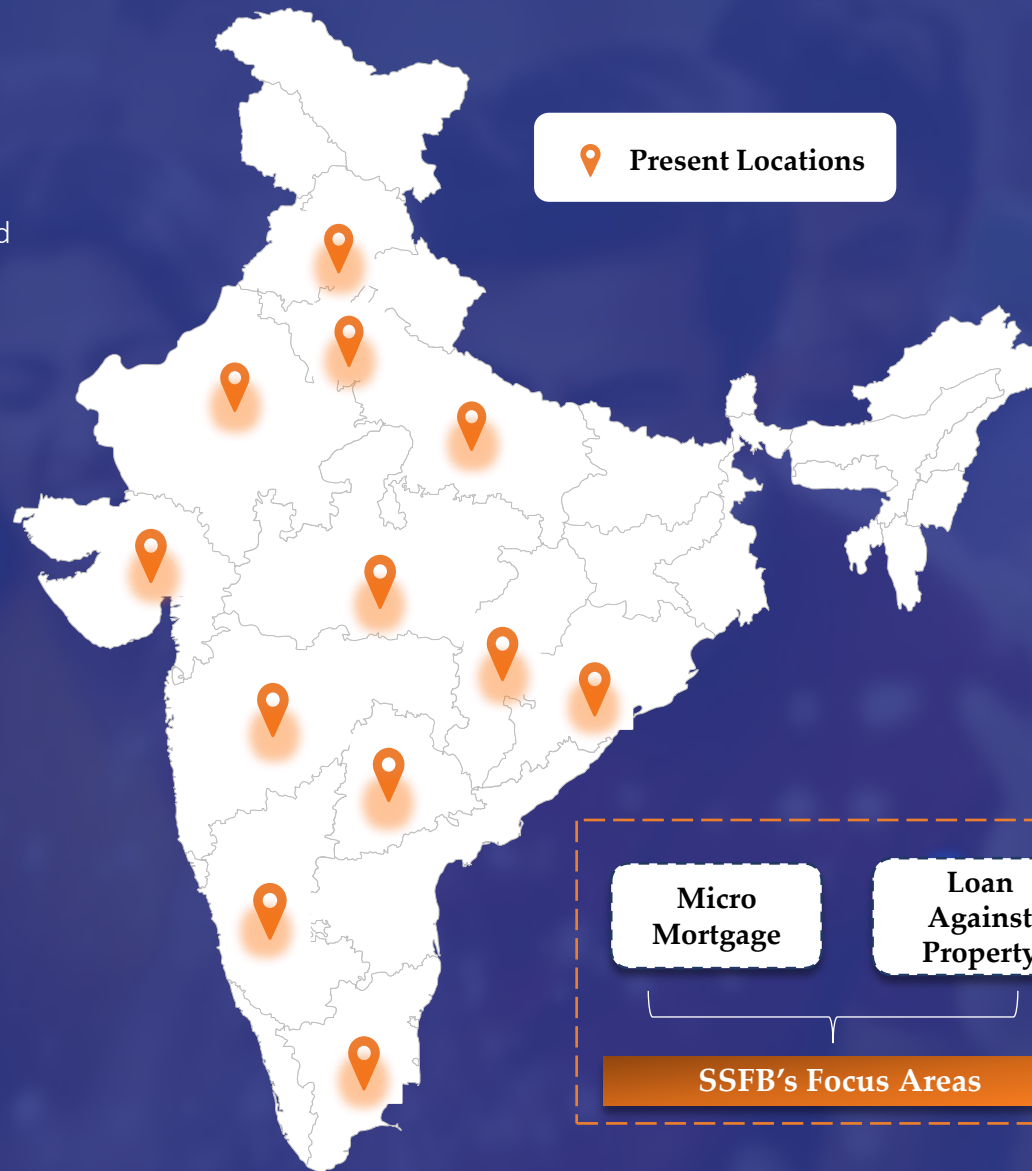 d
Present Locations
Micro
Mortgage
Loan
Against
Property
SSFB's Focus Areas